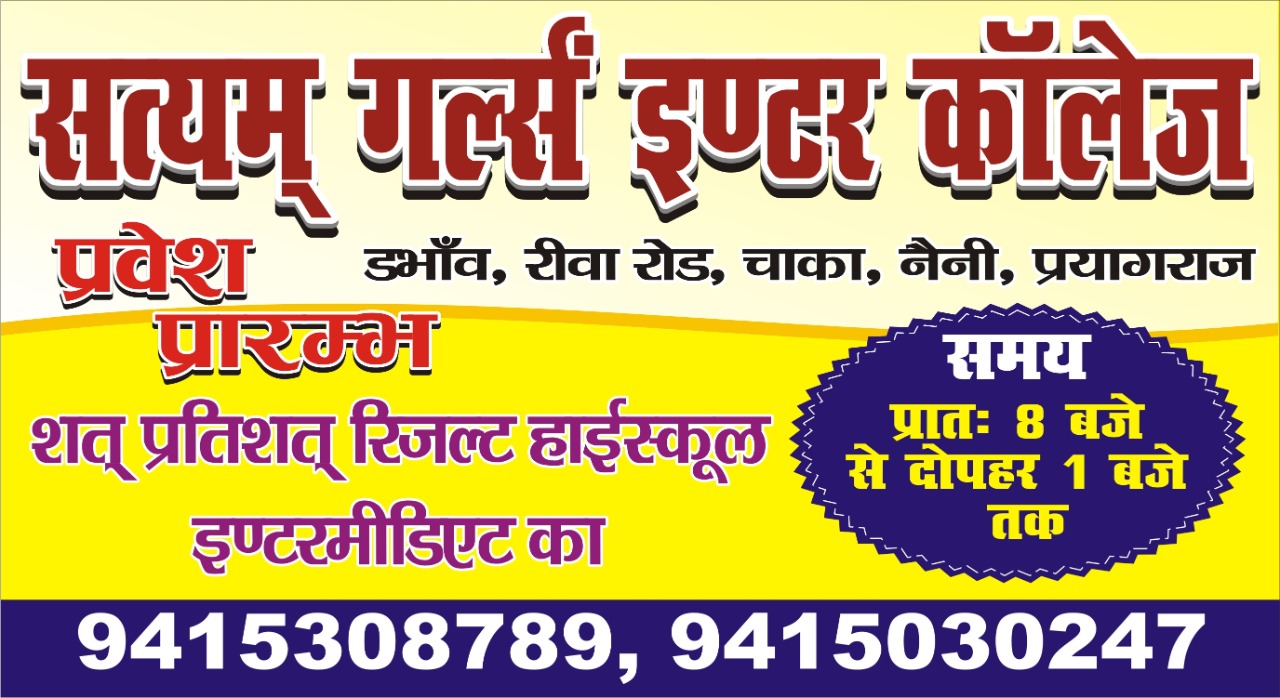 सत्यम् गर्ल्स इण्टर कॉलेज
प्रवेश
प्रारम्भ
डभाँव, रीवा रोड, चाका, नैनी, प्रयागराज
शत् प्रतिशत् रिजल्ट हाईस्कूल
इण्टरमीडिएट का
समय
प्रातः 8 बजे
से दोपहर 1 बजे
तक
9415308789, 9415030247